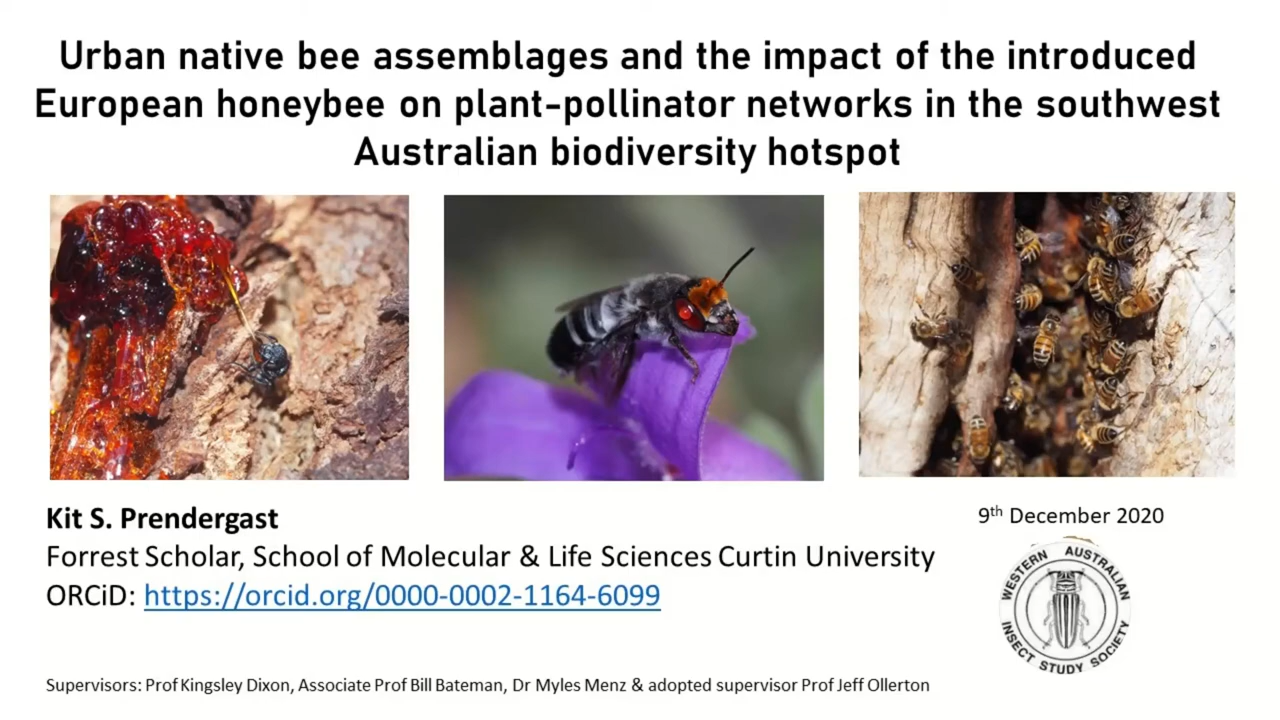 Urban native bee assemblages and the impact of the introduced
European honeybee on plant-pollinator networks in the southwest
Australian biodiversity hotspot
Kit S. Prendergast
9th December 2020
Forrest Scholar, School of Molecular & Life Sciences Curtin University
ORCiD: https://orcid.org/0000-0002-1164-6099
WESTERN AUSTRALIAN
INSECT STUDY SOCIETY
Supervisors: Prof Kingsley Dixon, Associate Prof Bill Bateman, Dr Myles Menz & adopted supervisor Prof Jeff Ollerton